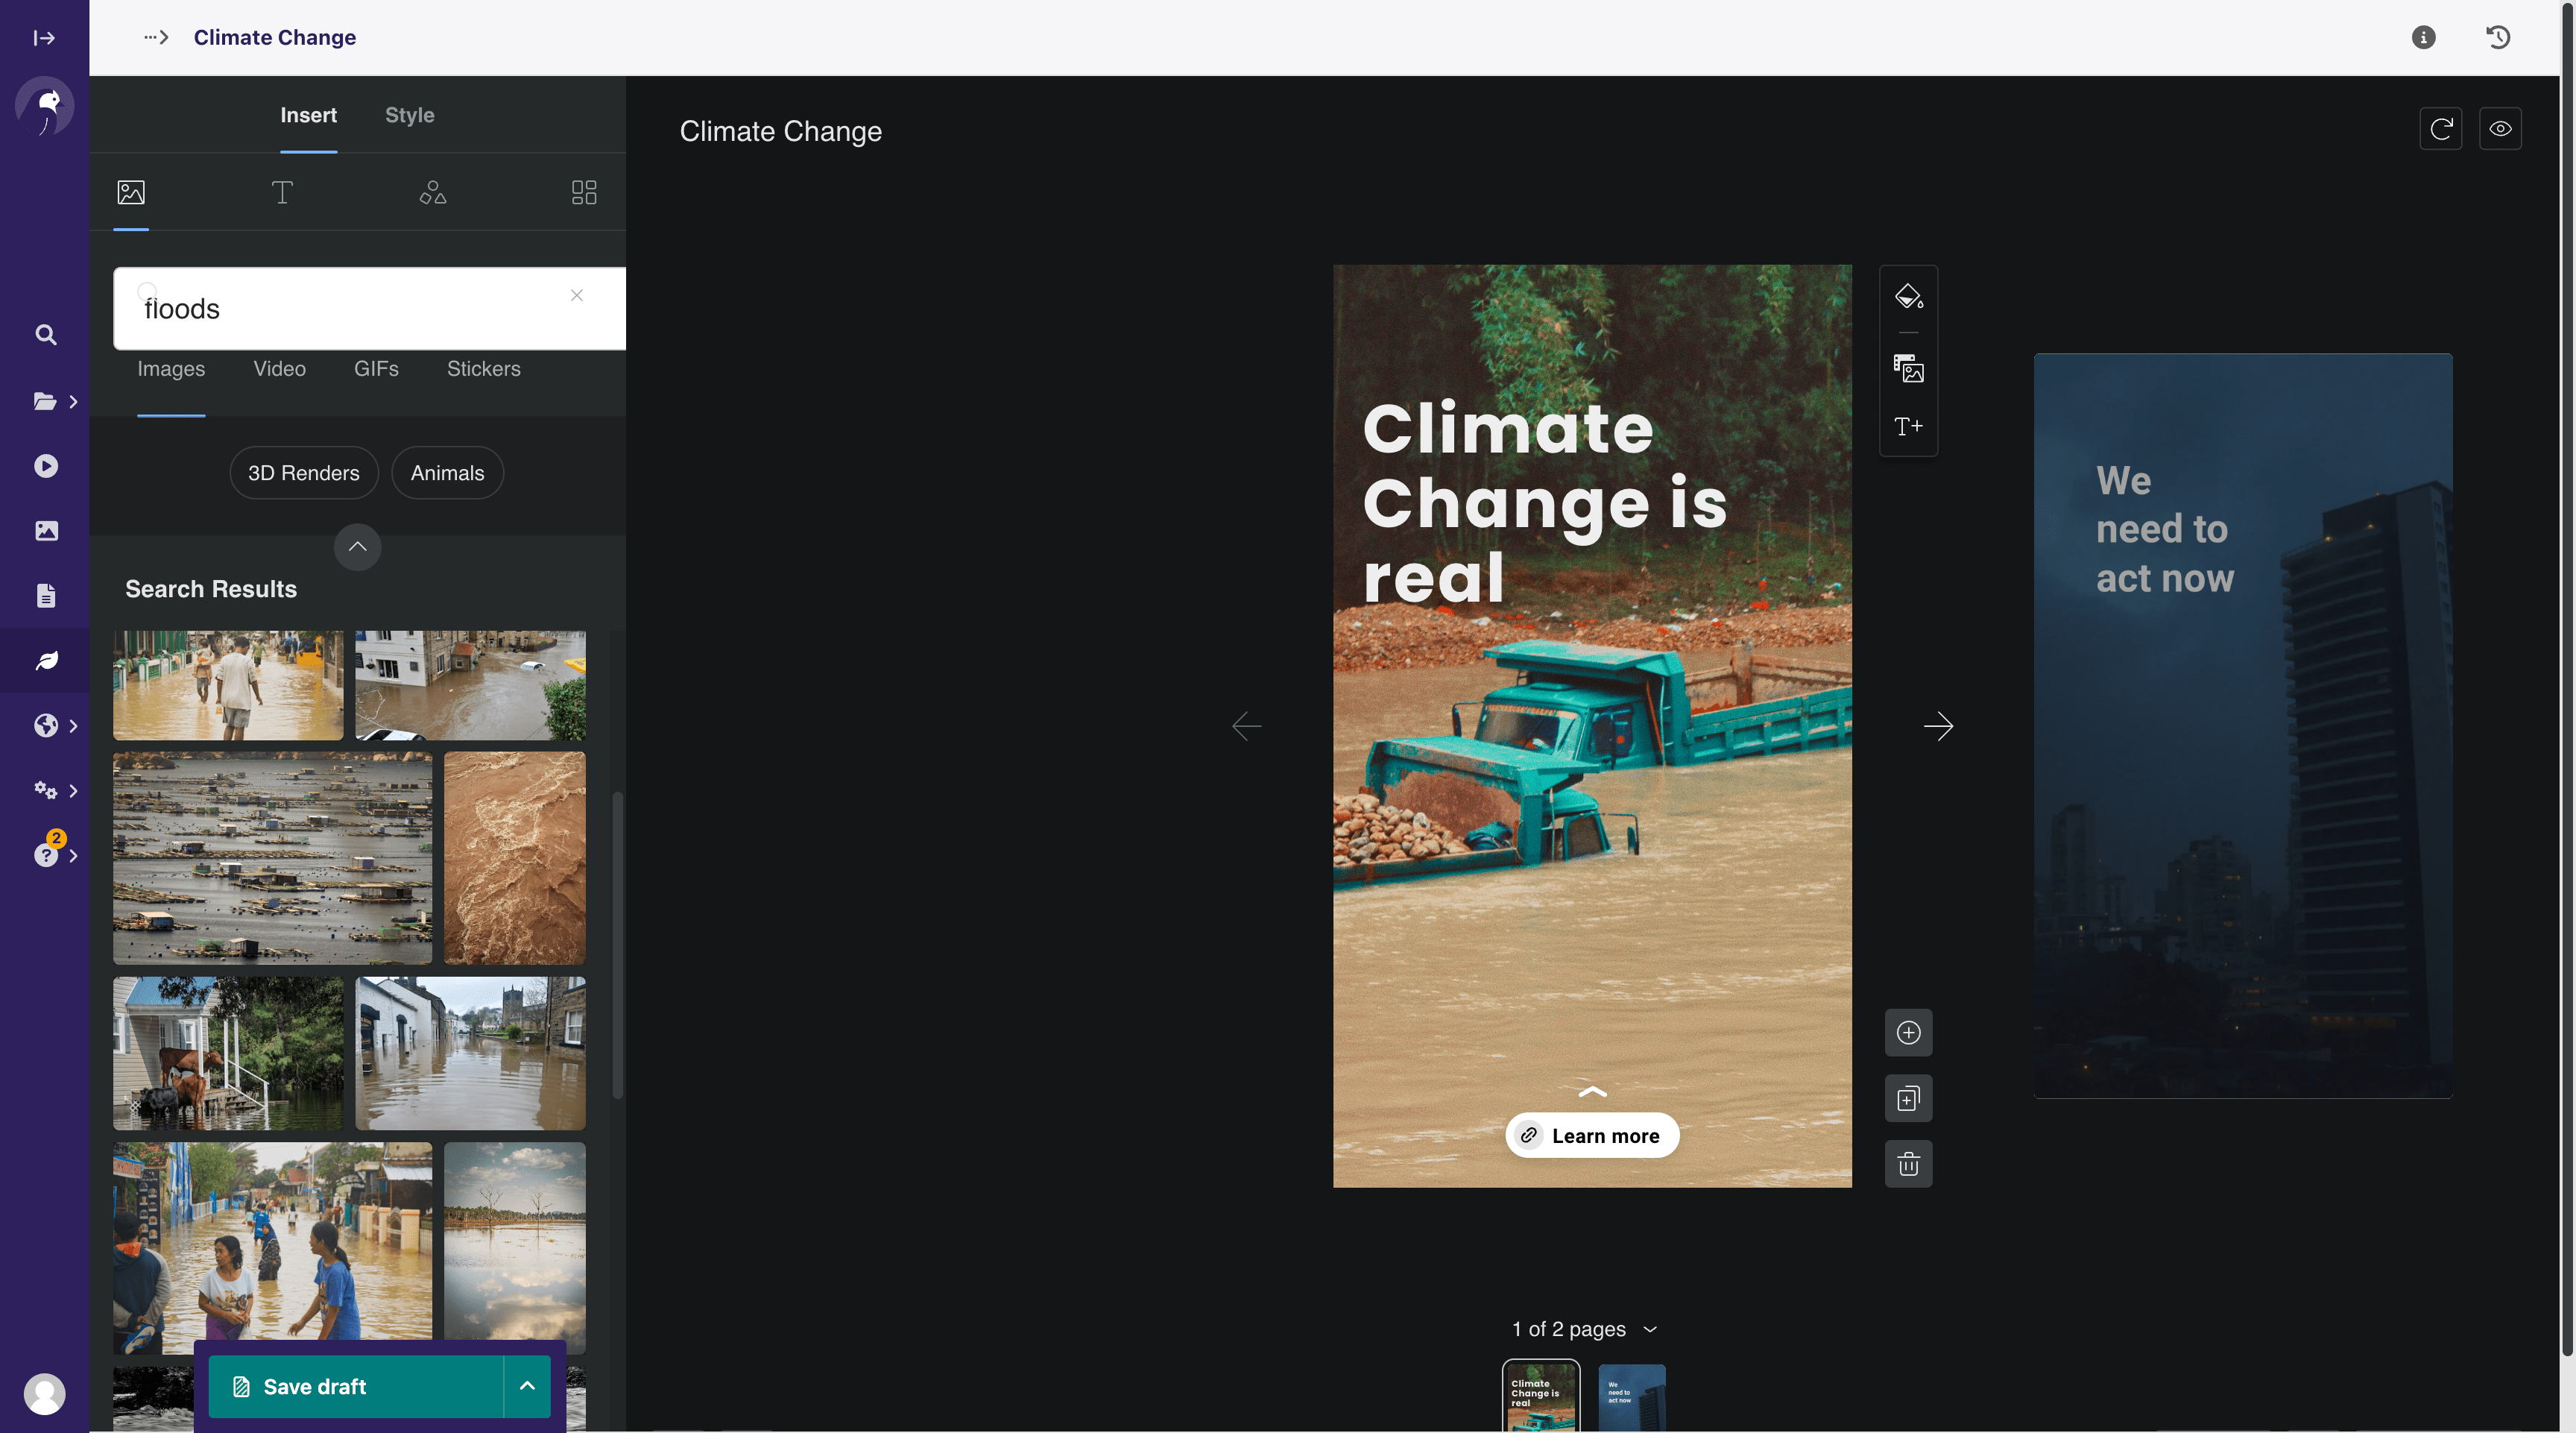 Climate Change
Insert
Style
Climate Change
floods
Images
Video
GIFs
Stickers
3D Renders
Animals
Search Results
Climate
Change is
real
We
need to
act now
2
Learn more
1 of 2 pages
Save draft
Climate
Change is
real
We
need to
act now